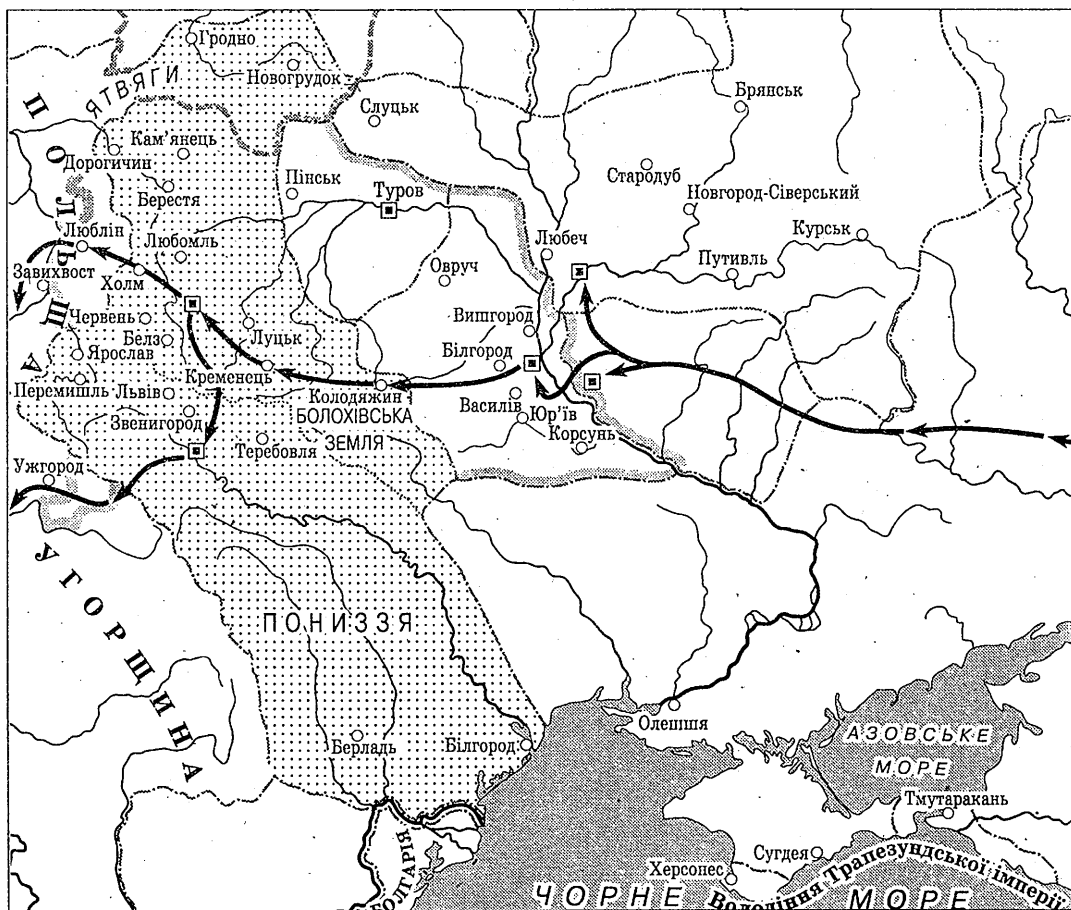 Гродно
Новогрудок
ЯТВЯГИ
ПОЛЬЩА
Слуцьк
Брянськ
Кам'янець
Дорогичин
Берестя
Пінськ
Туров
Стародуб
Новгород-Сіверський
Люблін
Любомль
Любеч
Курськ
Завихвост
Холм
Овруч
Путивль
Червень
Вишгород
Белз
Луцьк
Ярослав
Білгород
Кременець
Перемишль
Львів
Колодяжин
Василів
БОЛОХІВСЬКА
ЗЕМЛЯ
Юр'їв
Звенигород
Корсунь
Теребовля
Ужгород
УГОРЩИНА
ПОНИЗЗЯ
Олешшя
Берладь
Білгород
АЗОВСЬКЕ
МОРЕ
Тмутаракань
БОЛГАРІЯ
Сугдея
Херсонес
Володіння Трапезундської імперії
ЧОРНЕ МОРЕ